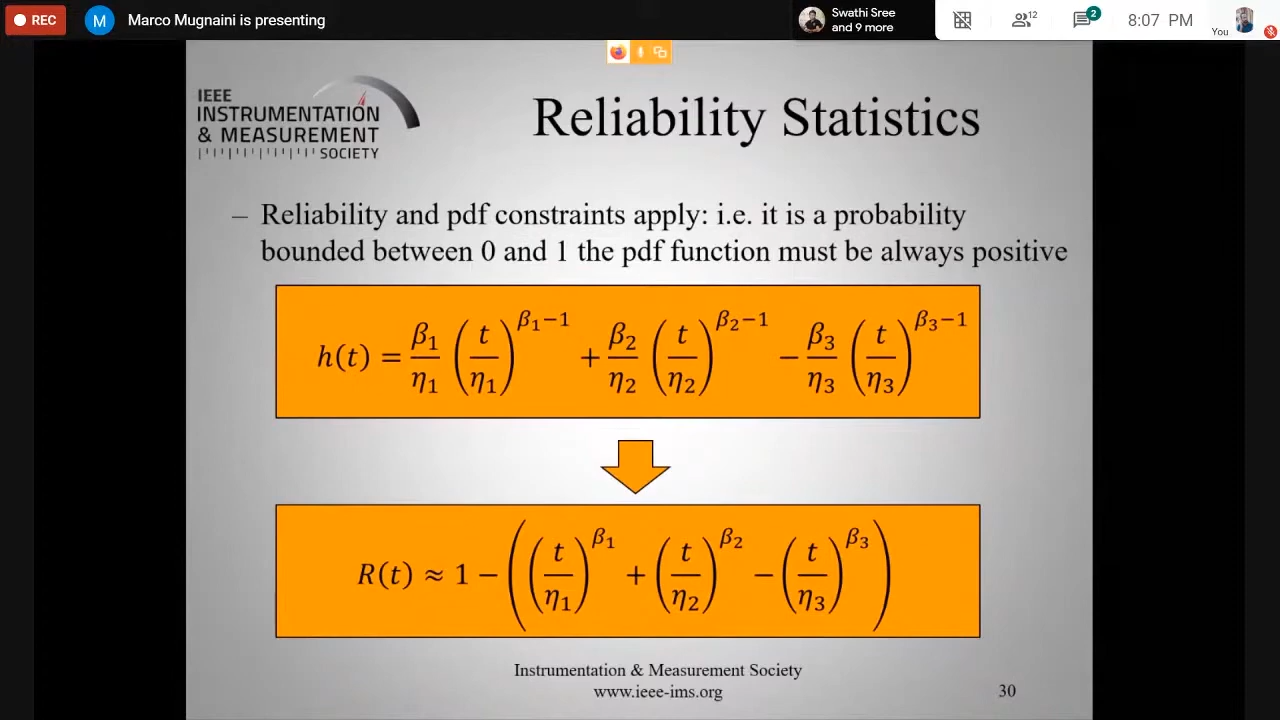 REC
M
Marco Mugnaini is presenting
Swathi Sree
and 9 more
12
2
8:07 PM
You
IEEE
INSTRUMENTATION
& MEASUREMENT
SOCIETY
Reliability Statistics
– Reliability and pdf constraints apply: i.e. it is a probability
bounded between 0 and 1 the pdf function must be always positive
h(t) = β₁/η₁ (t/η₁)^(β₁−1) + β₂/η₂ (t/η₂)^(β₂−1) − β₃/η₃ (t/η₃)^(β₃−1)
R(t) ≈ 1 − ((t/η₁)^β₁ + (t/η₂)^β₂ − (t/η₃)^β₃)
Instrumentation & Measurement Society
www.ieee-ims.org
30